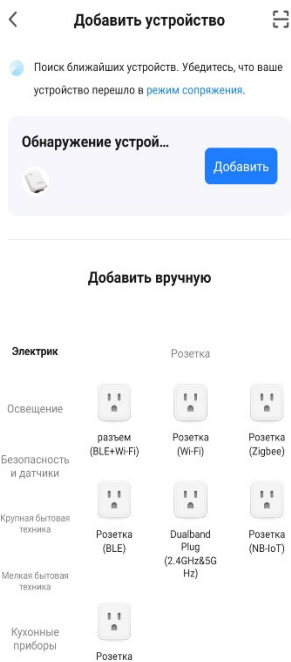 Добавить устройство
Поиск ближайших устройств. Убедитесь, что ваше
устройство перешло в режим сопряжения.
Обнаружение устрой...
Добавить
Добавить вручную
Электрик
Розетка
Освещение
Безопасность
и датчики
Крупная бытовая
техника
Мелкая бытовая
техника
Кухонные
приборы
разъем
(BLE+Wi-Fi)
Розетка
(Wi-Fi)
Розетка
(Zigbee)
Розетка
(BLE)
Dualband
Plug
(2.4GHz&5G
Hz)
Розетка
(NB-IoT)
Розетка